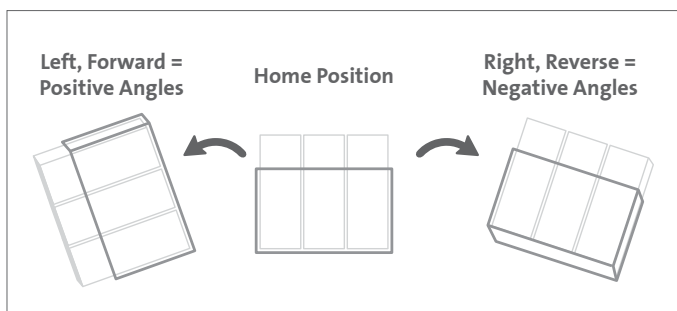 Left, Forward =
Positive Angles
Home Position
Right, Reverse =
Negative Angles